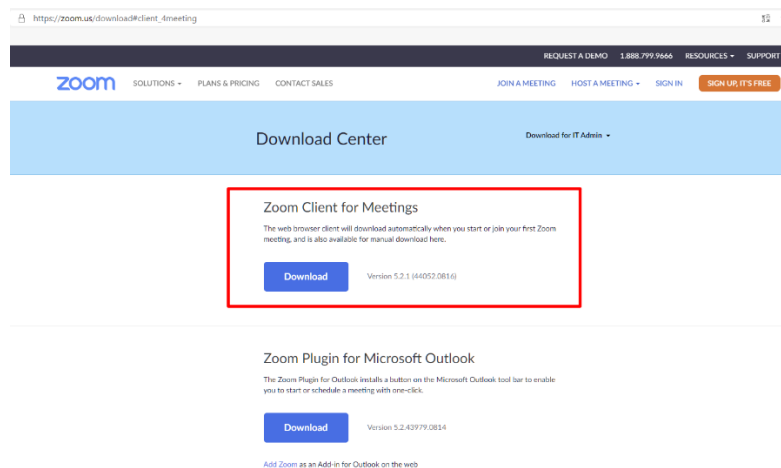 https://zoom.us/download#client_4meeting
REQUEST A DEMO 1.888.799.9666 RESOURCES SUPPORT
zoom SOLUTIONS PLANS & PRICING CONTACT SALES JOIN A MEETING HOST A MEETING SIGN IN SIGN UP, IT'S FREE
Download Center Download for IT Admin
Zoom Client for Meetings
The web browser client will download automatically when you start or join your first Zoom
meeting, and is also available for manual download here.
Download Version 5.2.1 (44052.0816)
Zoom Plugin for Microsoft Outlook
The Zoom Plugin for Outlook installs a button on the Microsoft Outlook tool bar to enable
you to start or schedule a meeting with one-click.
Download Version 5.2.43979.0814
Add Zoom as an Add-in for Outlook on the web